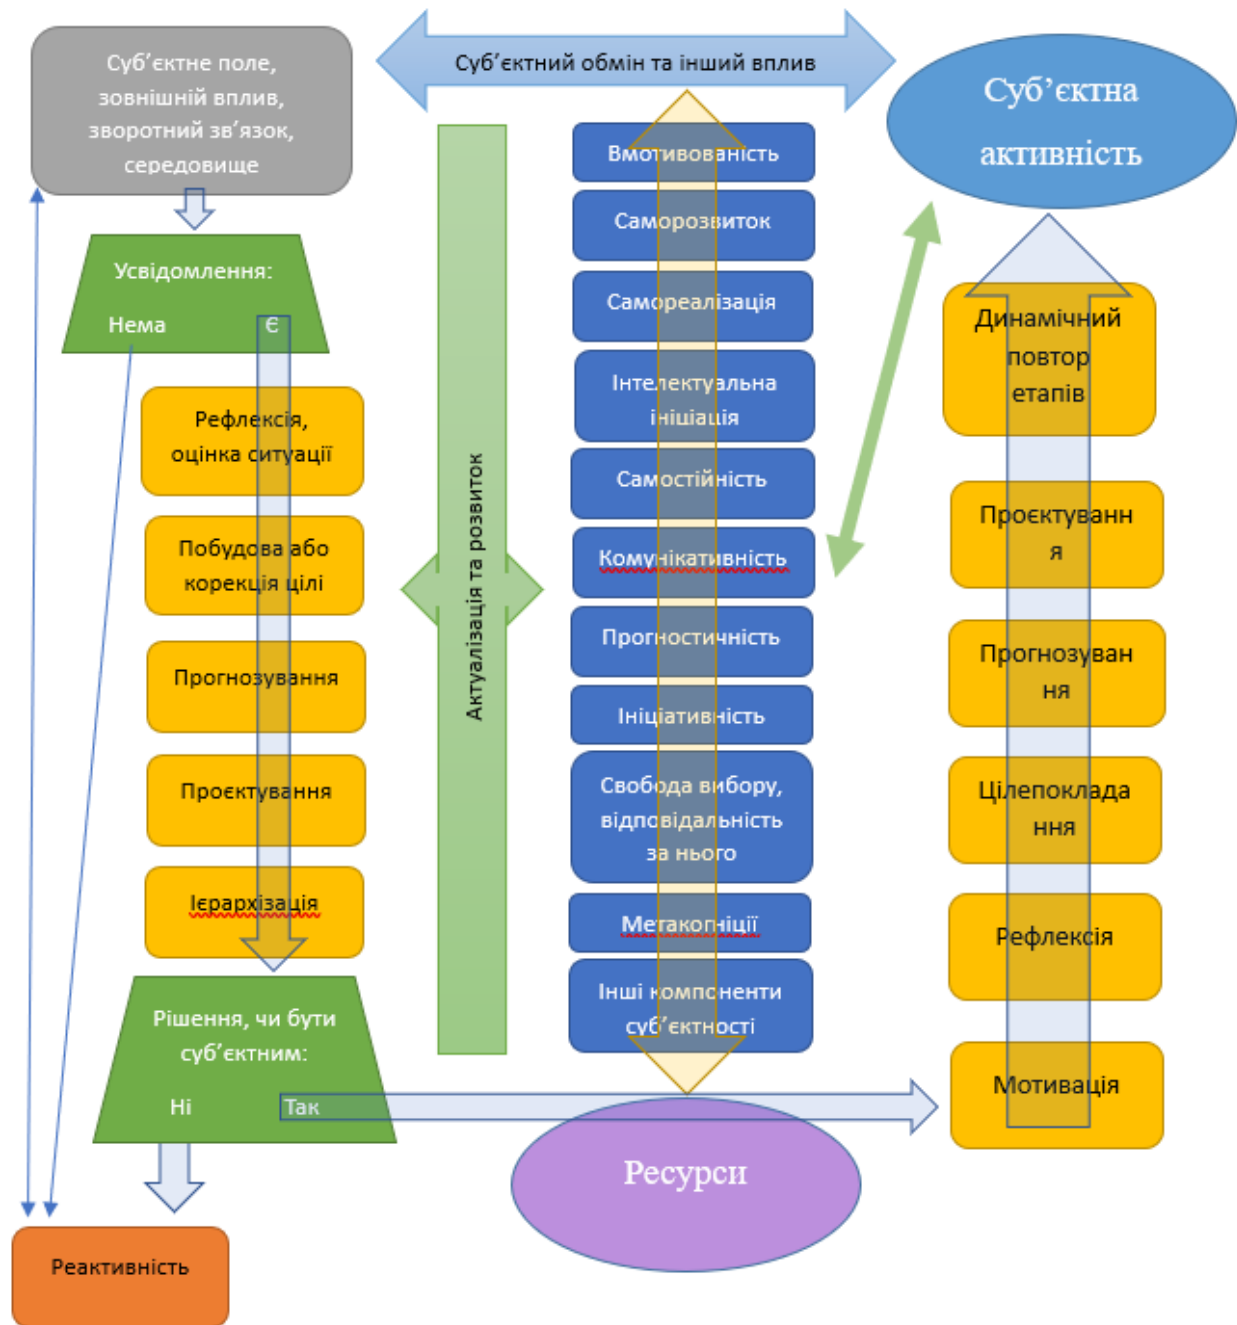 Суб’єктне поле,
зовнішній вплив,
зворотний зв’язок,
середовище
Суб’єктний обмін та інший вплив
Суб’єктна
активність
Усвідомлення:
Нема Є
Рефлексія,
оцінка ситуації
Побудова або
корекція цілі
Прогнозування
Проєктування
Ієрархізація
Рішення, чи бути
суб’єктним:
Ні Так
Реактивність
Актуалізація та розвиток
Вмотивованість
Саморозвиток
Самореалізація
Інтелектуальна
ініціація
Самостійність
Комунікативність
Прогностичність
Ініціативність
Свобода вибору,
відповідальність
за нього
Метакогніції
Інші компоненти
суб’єктності
Ресурси
Динамічний
повтор
етапів
Проєктуванн
я
Прогнозуван
ня
Цілепоклада
ння
Рефлексія
Мотивація